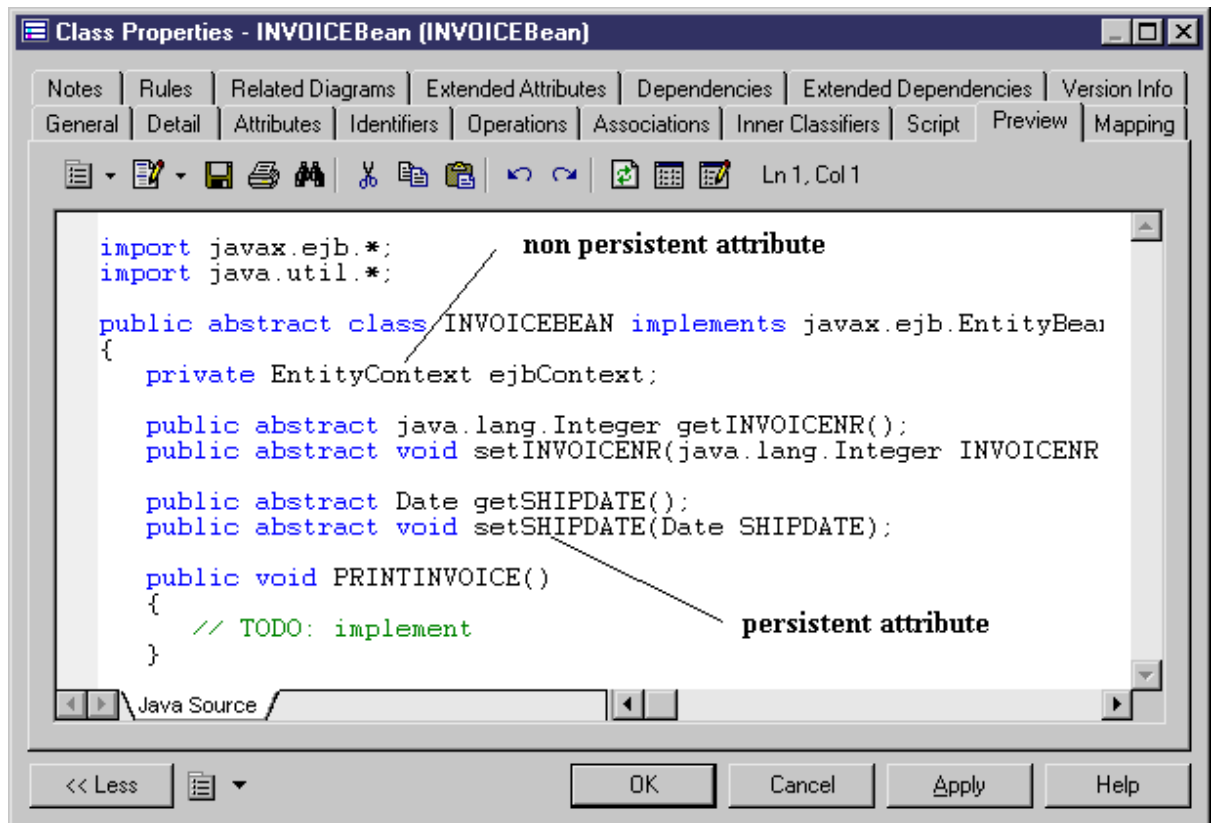 Class Properties - INVOICEBean (INVOICEBean)
Notes Rules Related Diagrams Extended Attributes Dependencies Extended Dependencies Version Info
General Detail Attributes Identifiers Operations Associations Inner Classifiers Script Preview Mapping
Ln 1, Col 1
non persistent attribute
import javax.ejb.*;
import java.util.*;
public abstract class INVOICEBEAN implements javax.ejb.EntityBea
{
private EntityContext ejbContext;
public abstract java.lang.Integer getINVOICENR();
public abstract void setINVOICENR(java.lang.Integer INVOICENR
public abstract Date getSHIPDATE();
public abstract void setSHIPDATE(Date SHIPDATE);
public void PRINTINVOICE()
{
// TODO: implement
persistent attribute
}
Java Source
<< Less OK Cancel Apply Help